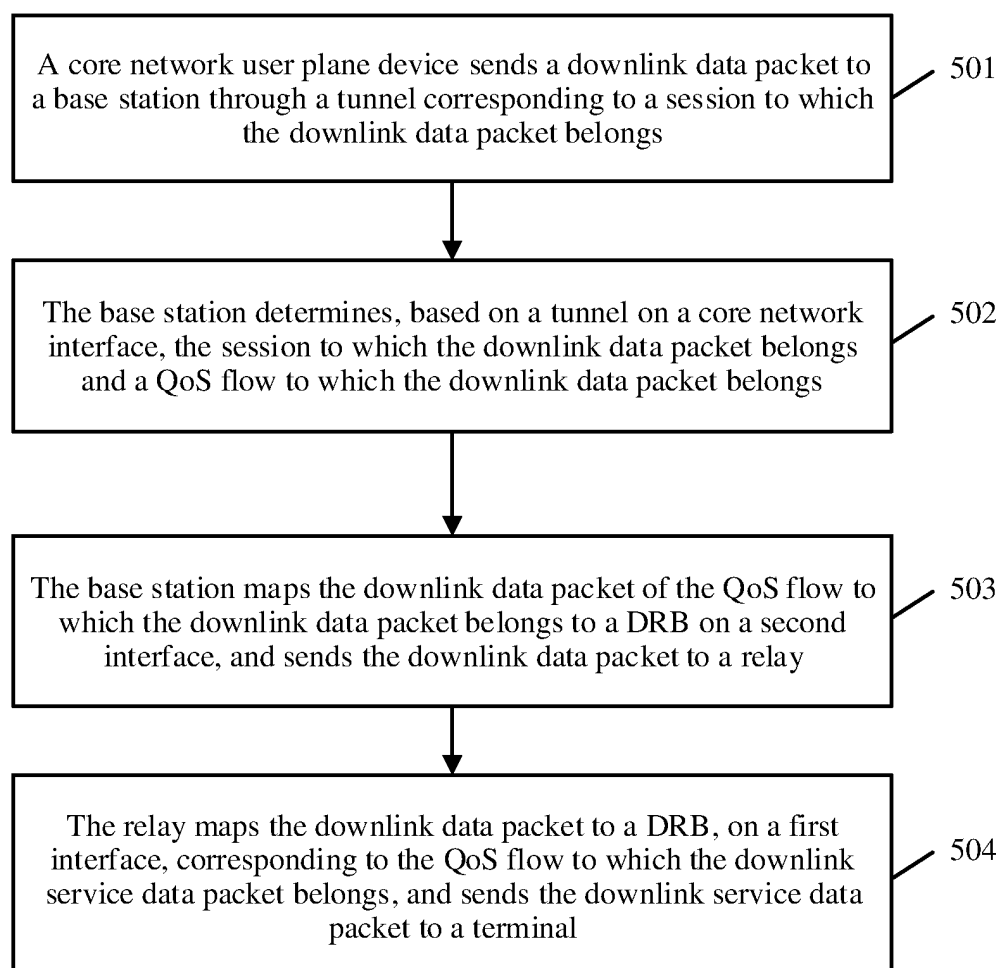 A core network user plane device sends a downlink data packet to
a base station through a tunnel corresponding to a session to which
the downlink data packet belongs
501
The base station determines, based on a tunnel on a core network
interface, the session to which the downlink data packet belongs
and a QoS flow to which the downlink data packet belongs
502
The base station maps the downlink data packet of the QoS flow to
which the downlink data packet belongs to a DRB on a second
interface, and sends the downlink data packet to a relay
503
The relay maps the downlink data packet to a DRB, on a first
interface, corresponding to the QoS flow to which the downlink
service data packet belongs, and sends the downlink service data
packet to a terminal
504